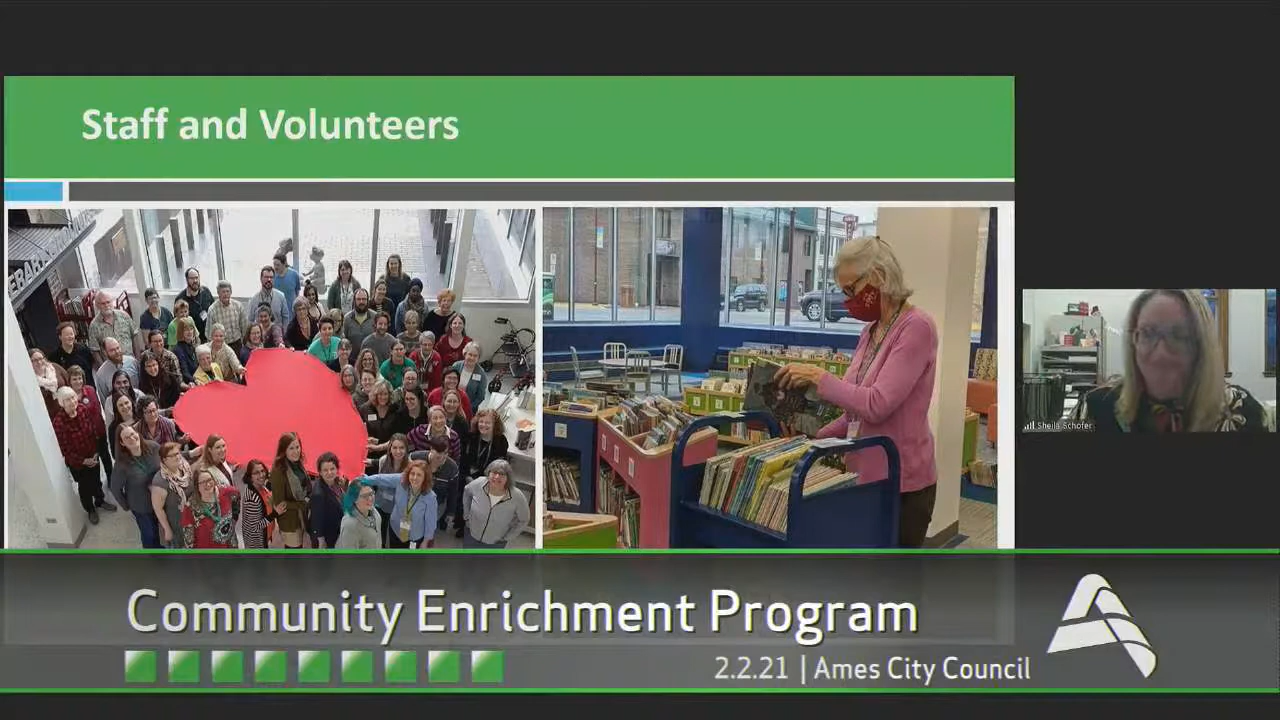 Staff and Volunteers
Sheila Schofer
Community Enrichment Program
2.2.21 | Ames City Council